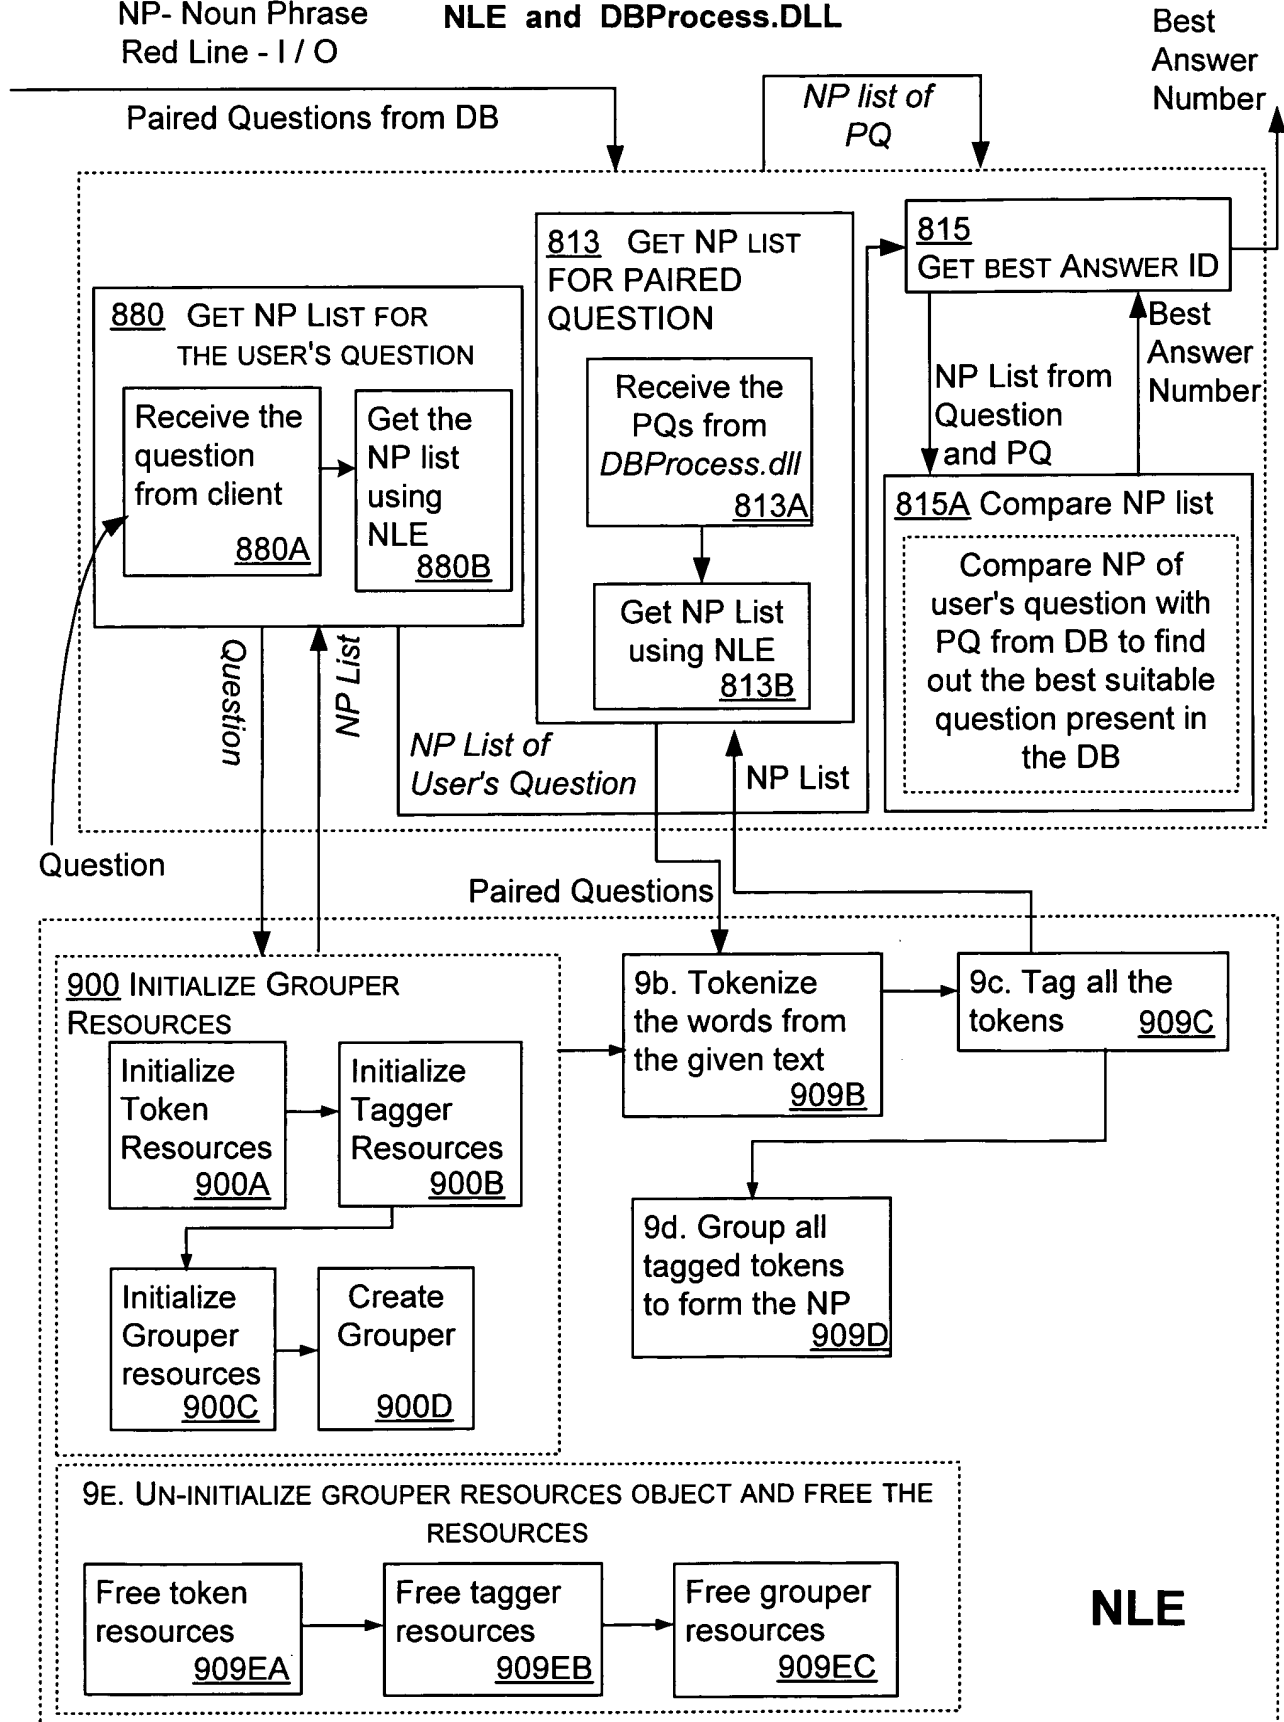 NP- Noun Phrase
Red Line - I / O
NLE and DBProcess.DLL
Best
Answer
Number
Paired Questions from DB
NP list of
PQ
880 GET NP LIST FOR
THE USER'S QUESTION
Receive the
question
from client
880A
Get the
NP list
using
NLE
880B
813 GET NP LIST
FOR PAIRED
QUESTION
Receive the
PQs from
DBProcess.dll
813A
Get NP List
using NLE
813B
815
GET BEST ANSWER ID
NP List from
Question
and PQ
Best
Answer
Number
815A Compare NP list
Compare NP of
user's question with
PQ from DB to find
out the best suitable
question present in
the DB
Question
NP List
NP List of
User's Question
NP List
Question
Paired Questions
900 INITIALIZE GROUPER
RESOURCES
Initialize
Token
Resources
900A
Initialize
Tagger
Resources
900B
Initialize
Grouper
resources
900C
Create
Grouper
900D
9b. Tokenize
the words from
the given text
909B
9c. Tag all the
tokens 909C
9d. Group all
tagged tokens
to form the NP
909D
9E. UN-INITIALIZE GROUPER RESOURCES OBJECT AND FREE THE
RESOURCES
Free token
resources
909EA
Free tagger
resources
909EB
Free grouper
resources
909EC
NLE